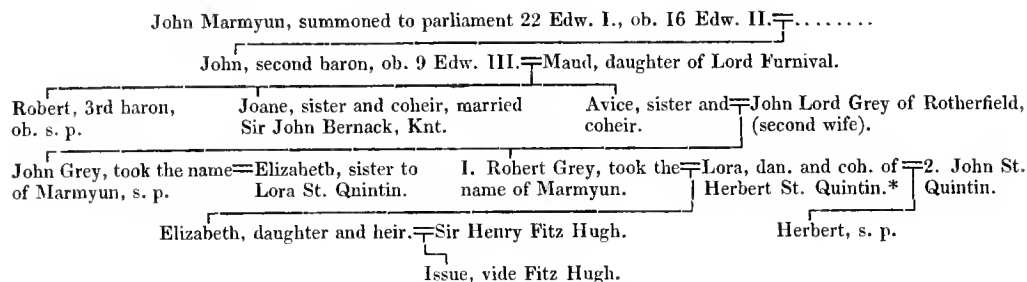 John Marmyun, summoned to parliament 22 Edw. I., ob. 16 Edw. II.=........
John, second baron, ob. 9 Edw. III.=Maud, daughter of Lord Furnival.
Robert, 3rd baron,
ob. s. p.
Joane, sister and coheir, married
Sir John Bernack, Knt.
Avice, sister and=John Lord Grey of Rotherfield,
coheir. (second wife).
John Grey, took the name=Elizabeth, sister to
of Marmyun, s. p. Lora St. Quintin.
1. Robert Grey, took the=Lora, dan. and coh. of=2. John St.
name of Marmyun. Herbert St. Quintin.* Quintin.
Elizabeth, daughter and heir.=Sir Henry Fitz Hugh.
Herbert, s. p.
Issue, vide Fitz Hugh.